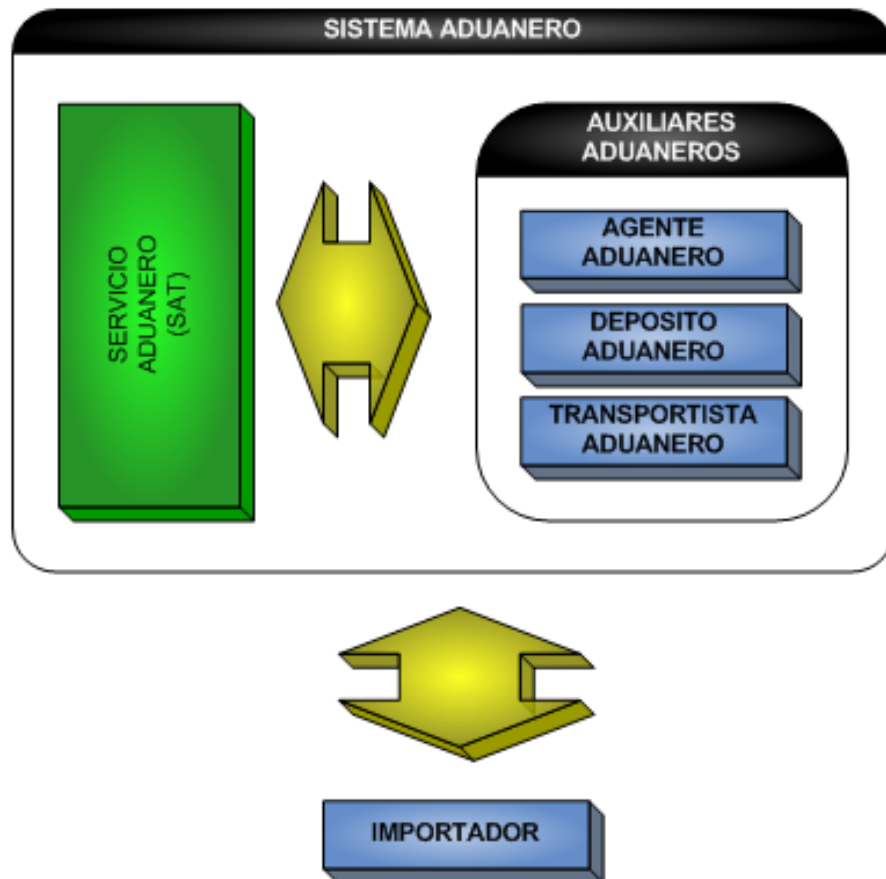 SISTEMA ADUANERO
SERVICIO
ADUANERO
(SAT)
AUXILIARES
ADUANEROS
AGENTE
ADUANERO
DEPOSITO
ADUANERO
TRANSPORTISTA
ADUANERO
IMPORTADOR